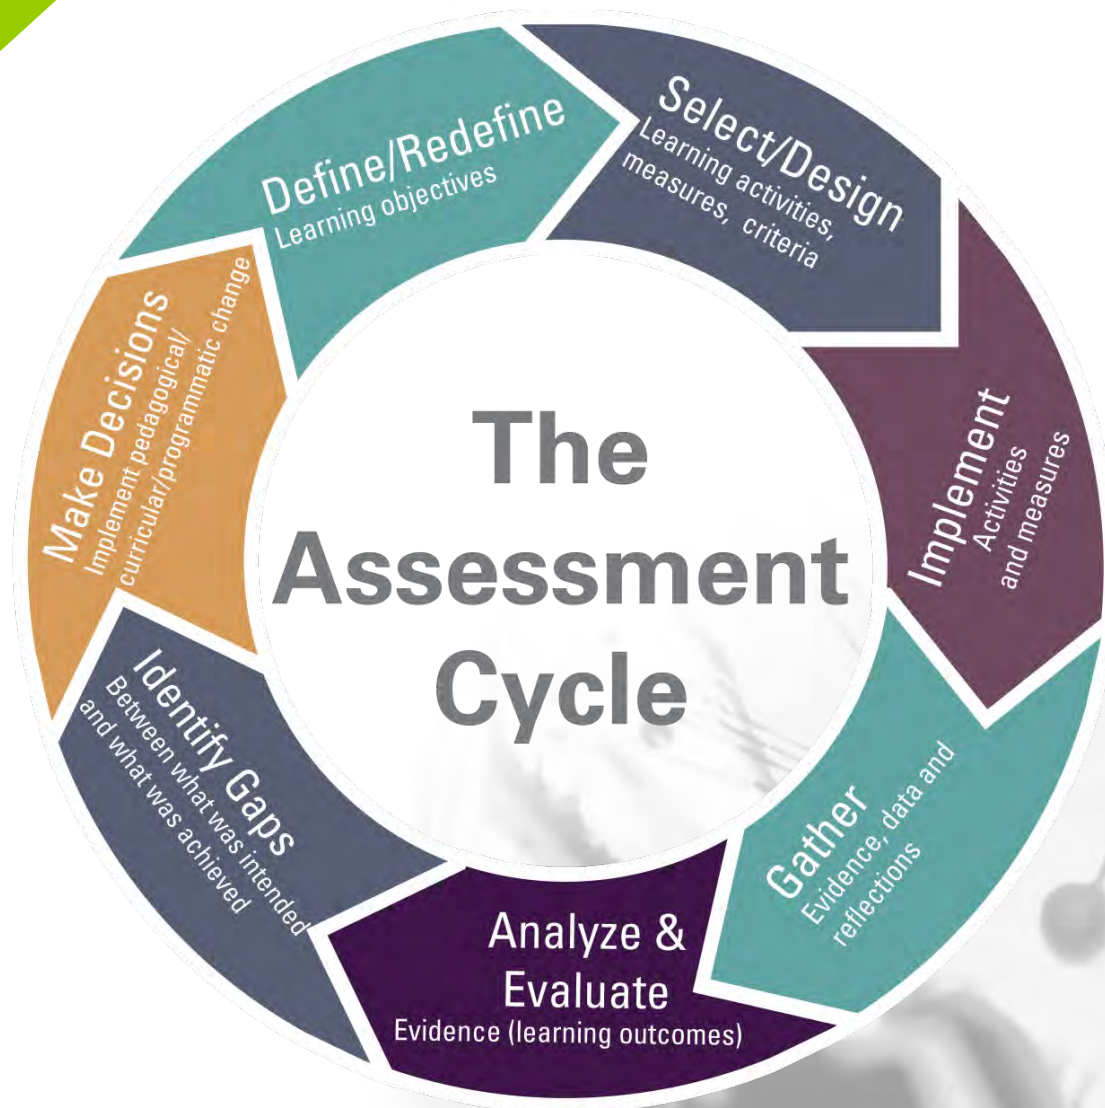 The
Assessment
Cycle
Define/Redefine
Learning objectives
Select/Design
Learning activities,
measures, criteria
Implement
Activities
and measures
Gather
Evidence, data and
reflections
Analyze &
Evaluate
Evidence (learning outcomes)
Identify Gaps
Between what was intended
and what was achieved
Make Decisions
Implement pedagogical/
curricular/programmatic change